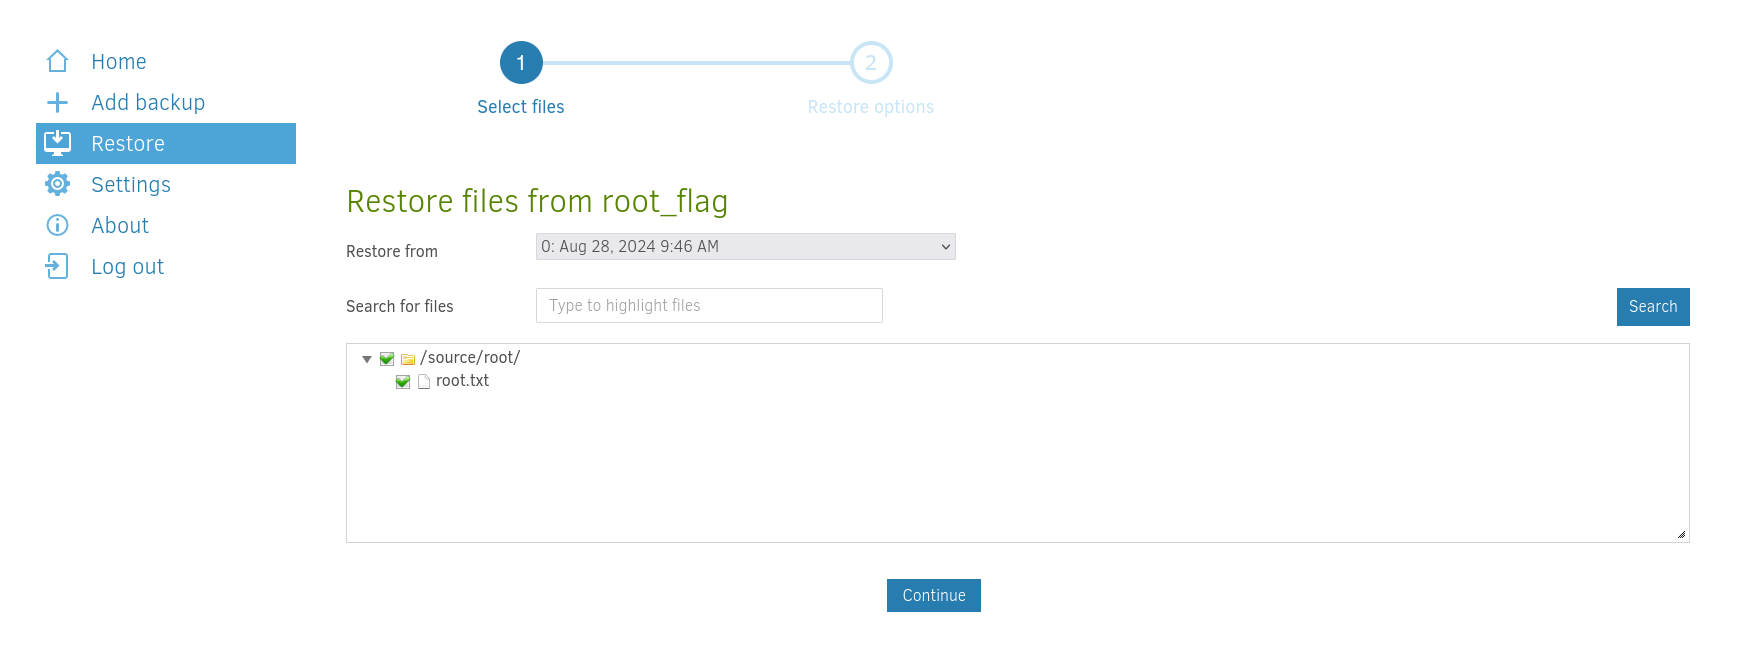 Home
Add backup
Restore
Settings
About
Log out
1
2
Select files
Restore options
Restore files from root_flag
Restore from
0: Aug 28, 2024 9:46 AM
Search for files
Type to highlight files
Search
/source/root/
root.txt
Continue